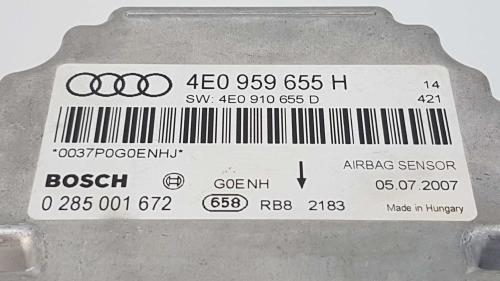 4E0 959 655 H 14
SW: 4E0 910 655 D 421
*0037P0G0ENHJ*
AIRBAG SENSOR
BOSCH G0ENH 05.07.2007
0 285 001 672 658 RB8 2183 Made in Hungary